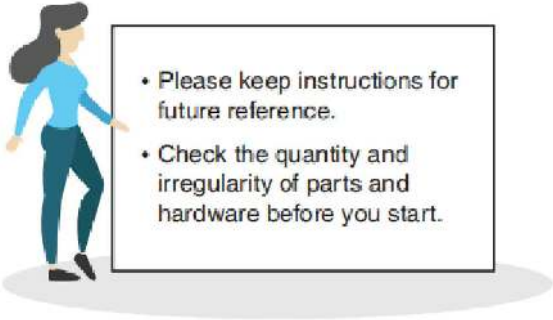 • Please keep instructions for
future reference.
• Check the quantity and
irregularity of parts and
hardware before you start.